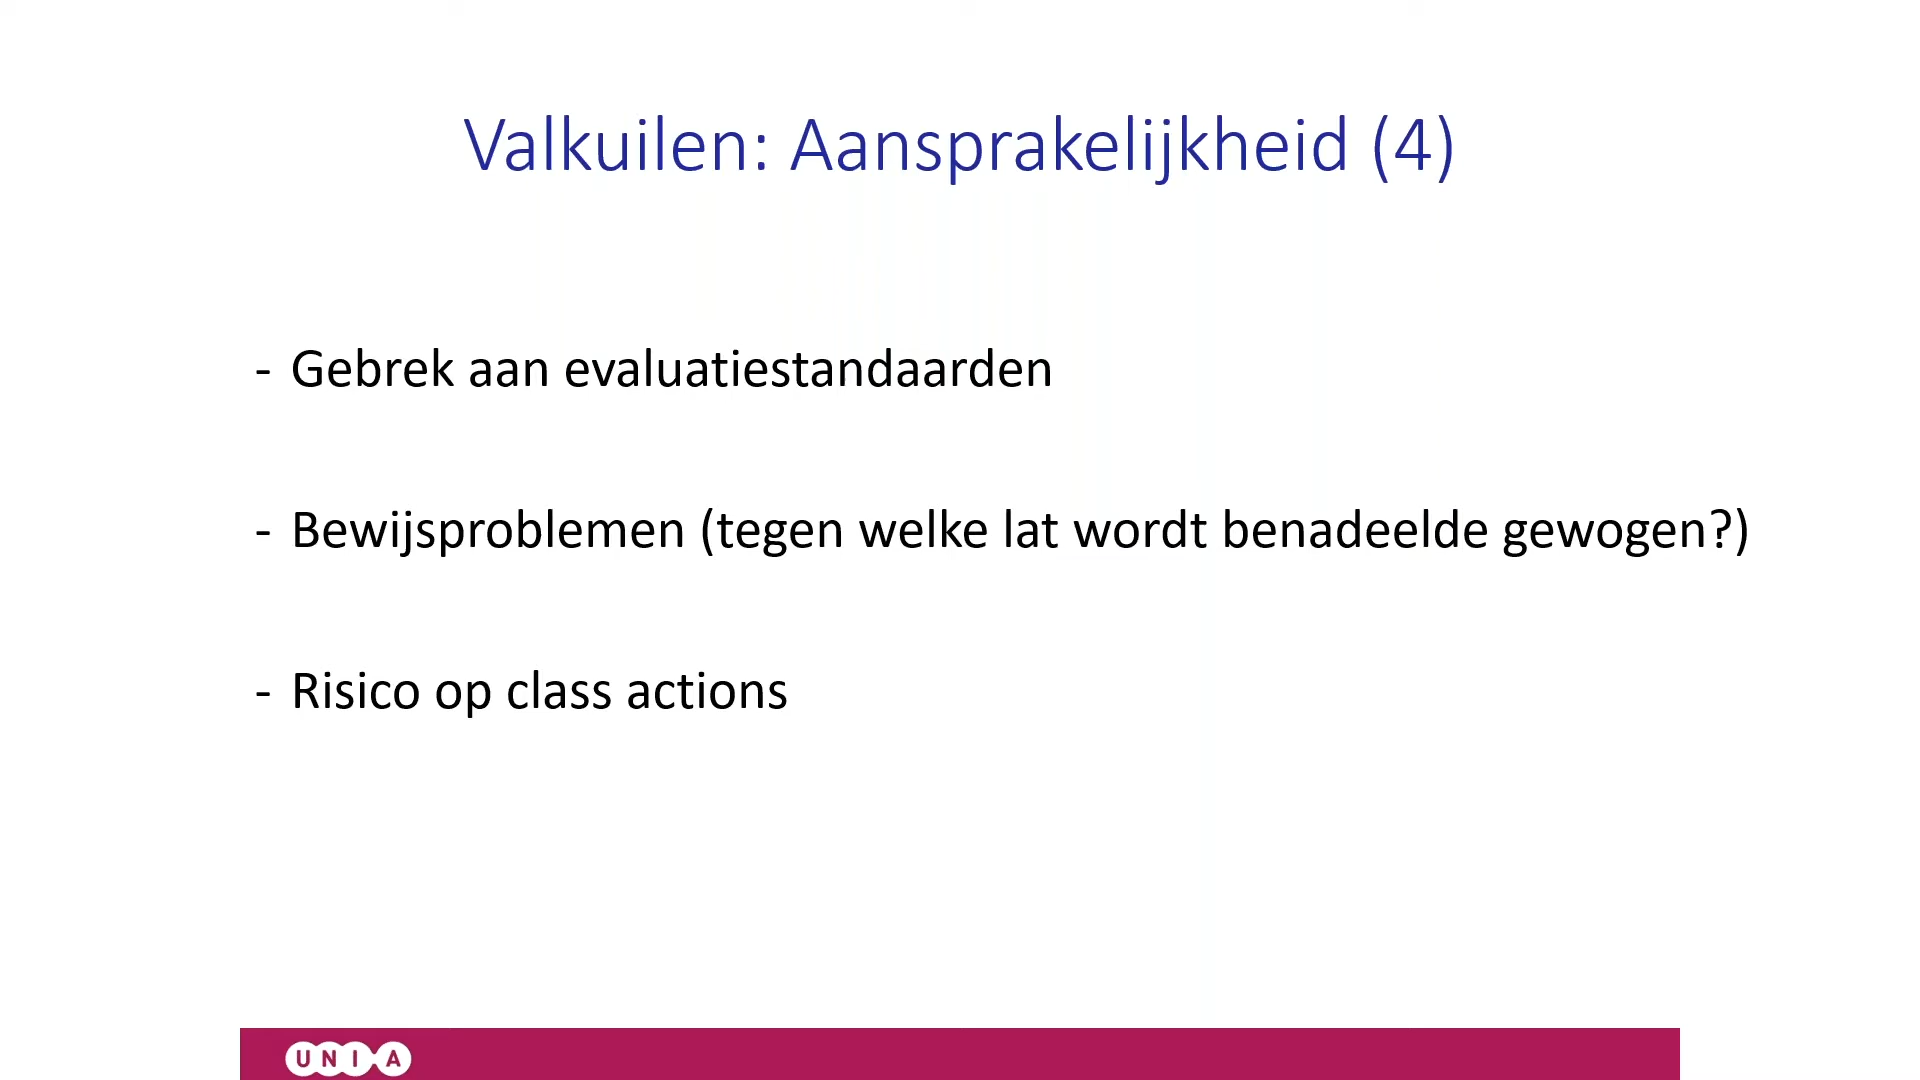 Valkuilen: Aansprakelijkheid (4)
- Gebrek aan evaluatiestandaarden
- Bewijsproblemen (tegen welke lat wordt benadeelde gewogen?)
- Risico op class actions
UNIA